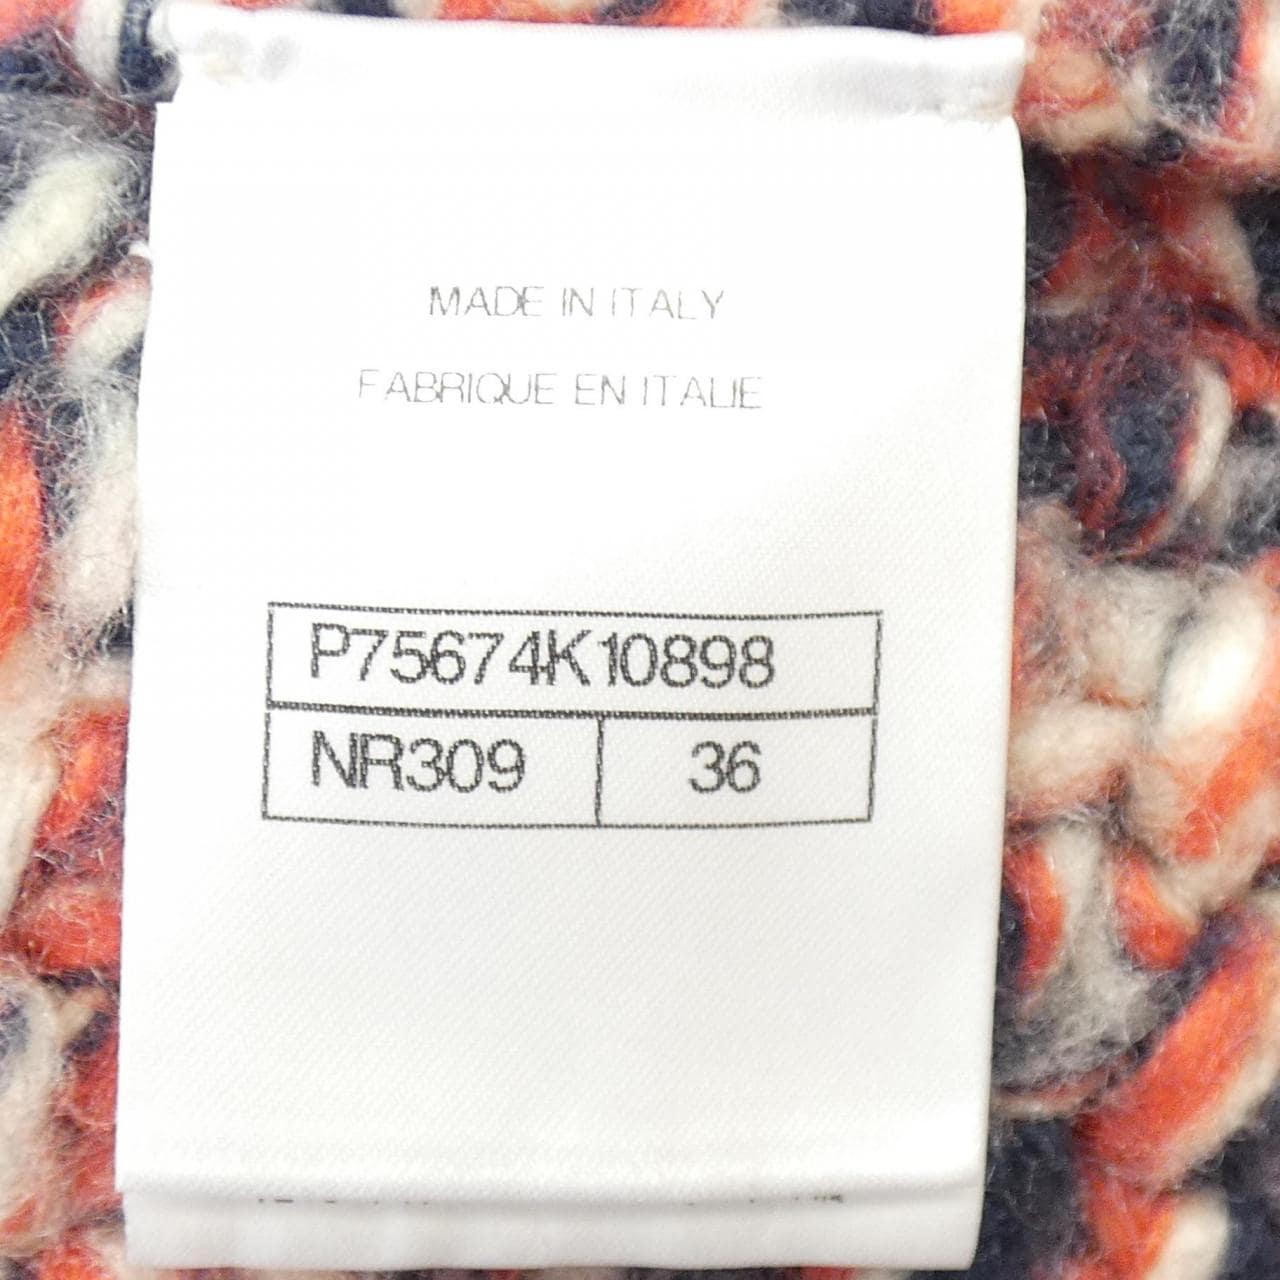 MADE IN ITALY
FABRIQUE EN ITALIE
P75674K10898
NR309 36